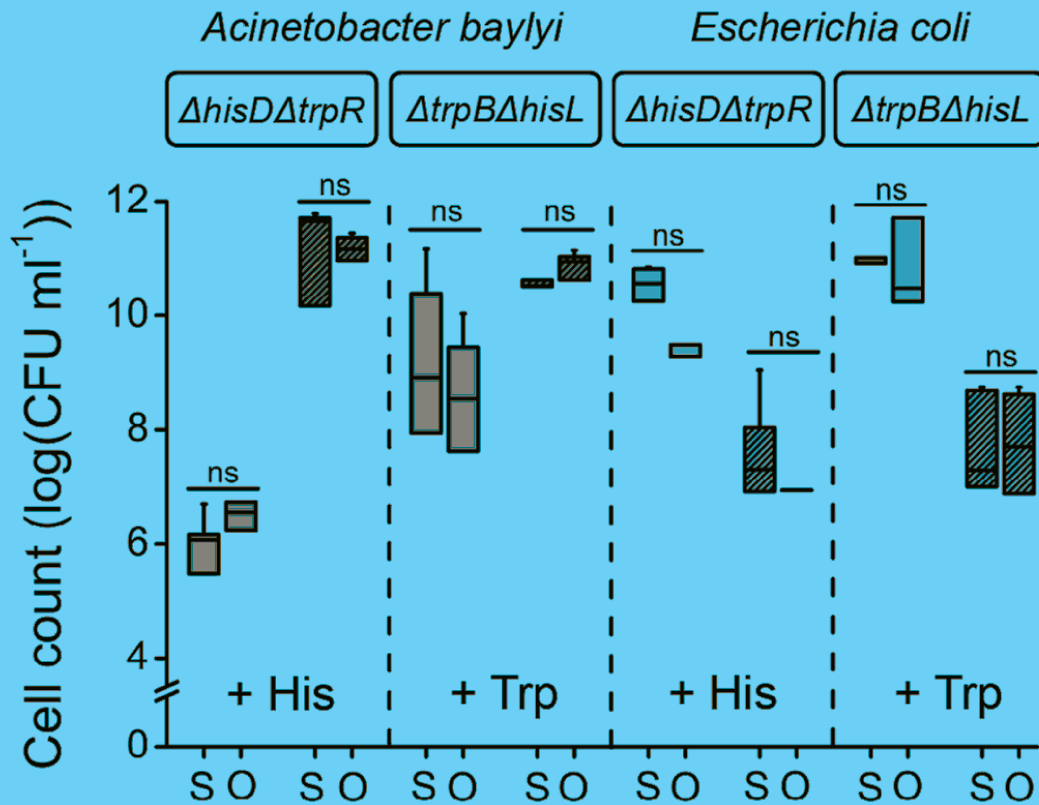 Acinetobacter baylyi Escherichia coli
ΔhisDΔtrpR ΔtrpBΔhisL ΔhisDΔtrpR ΔtrpBΔhisL
Cell count (log(CFU ml⁻¹))
12
10
8
6
4
0
ns ns ns ns ns ns ns ns
+ His + Trp + His + Trp
S O S O S O S O S O S O S O S O